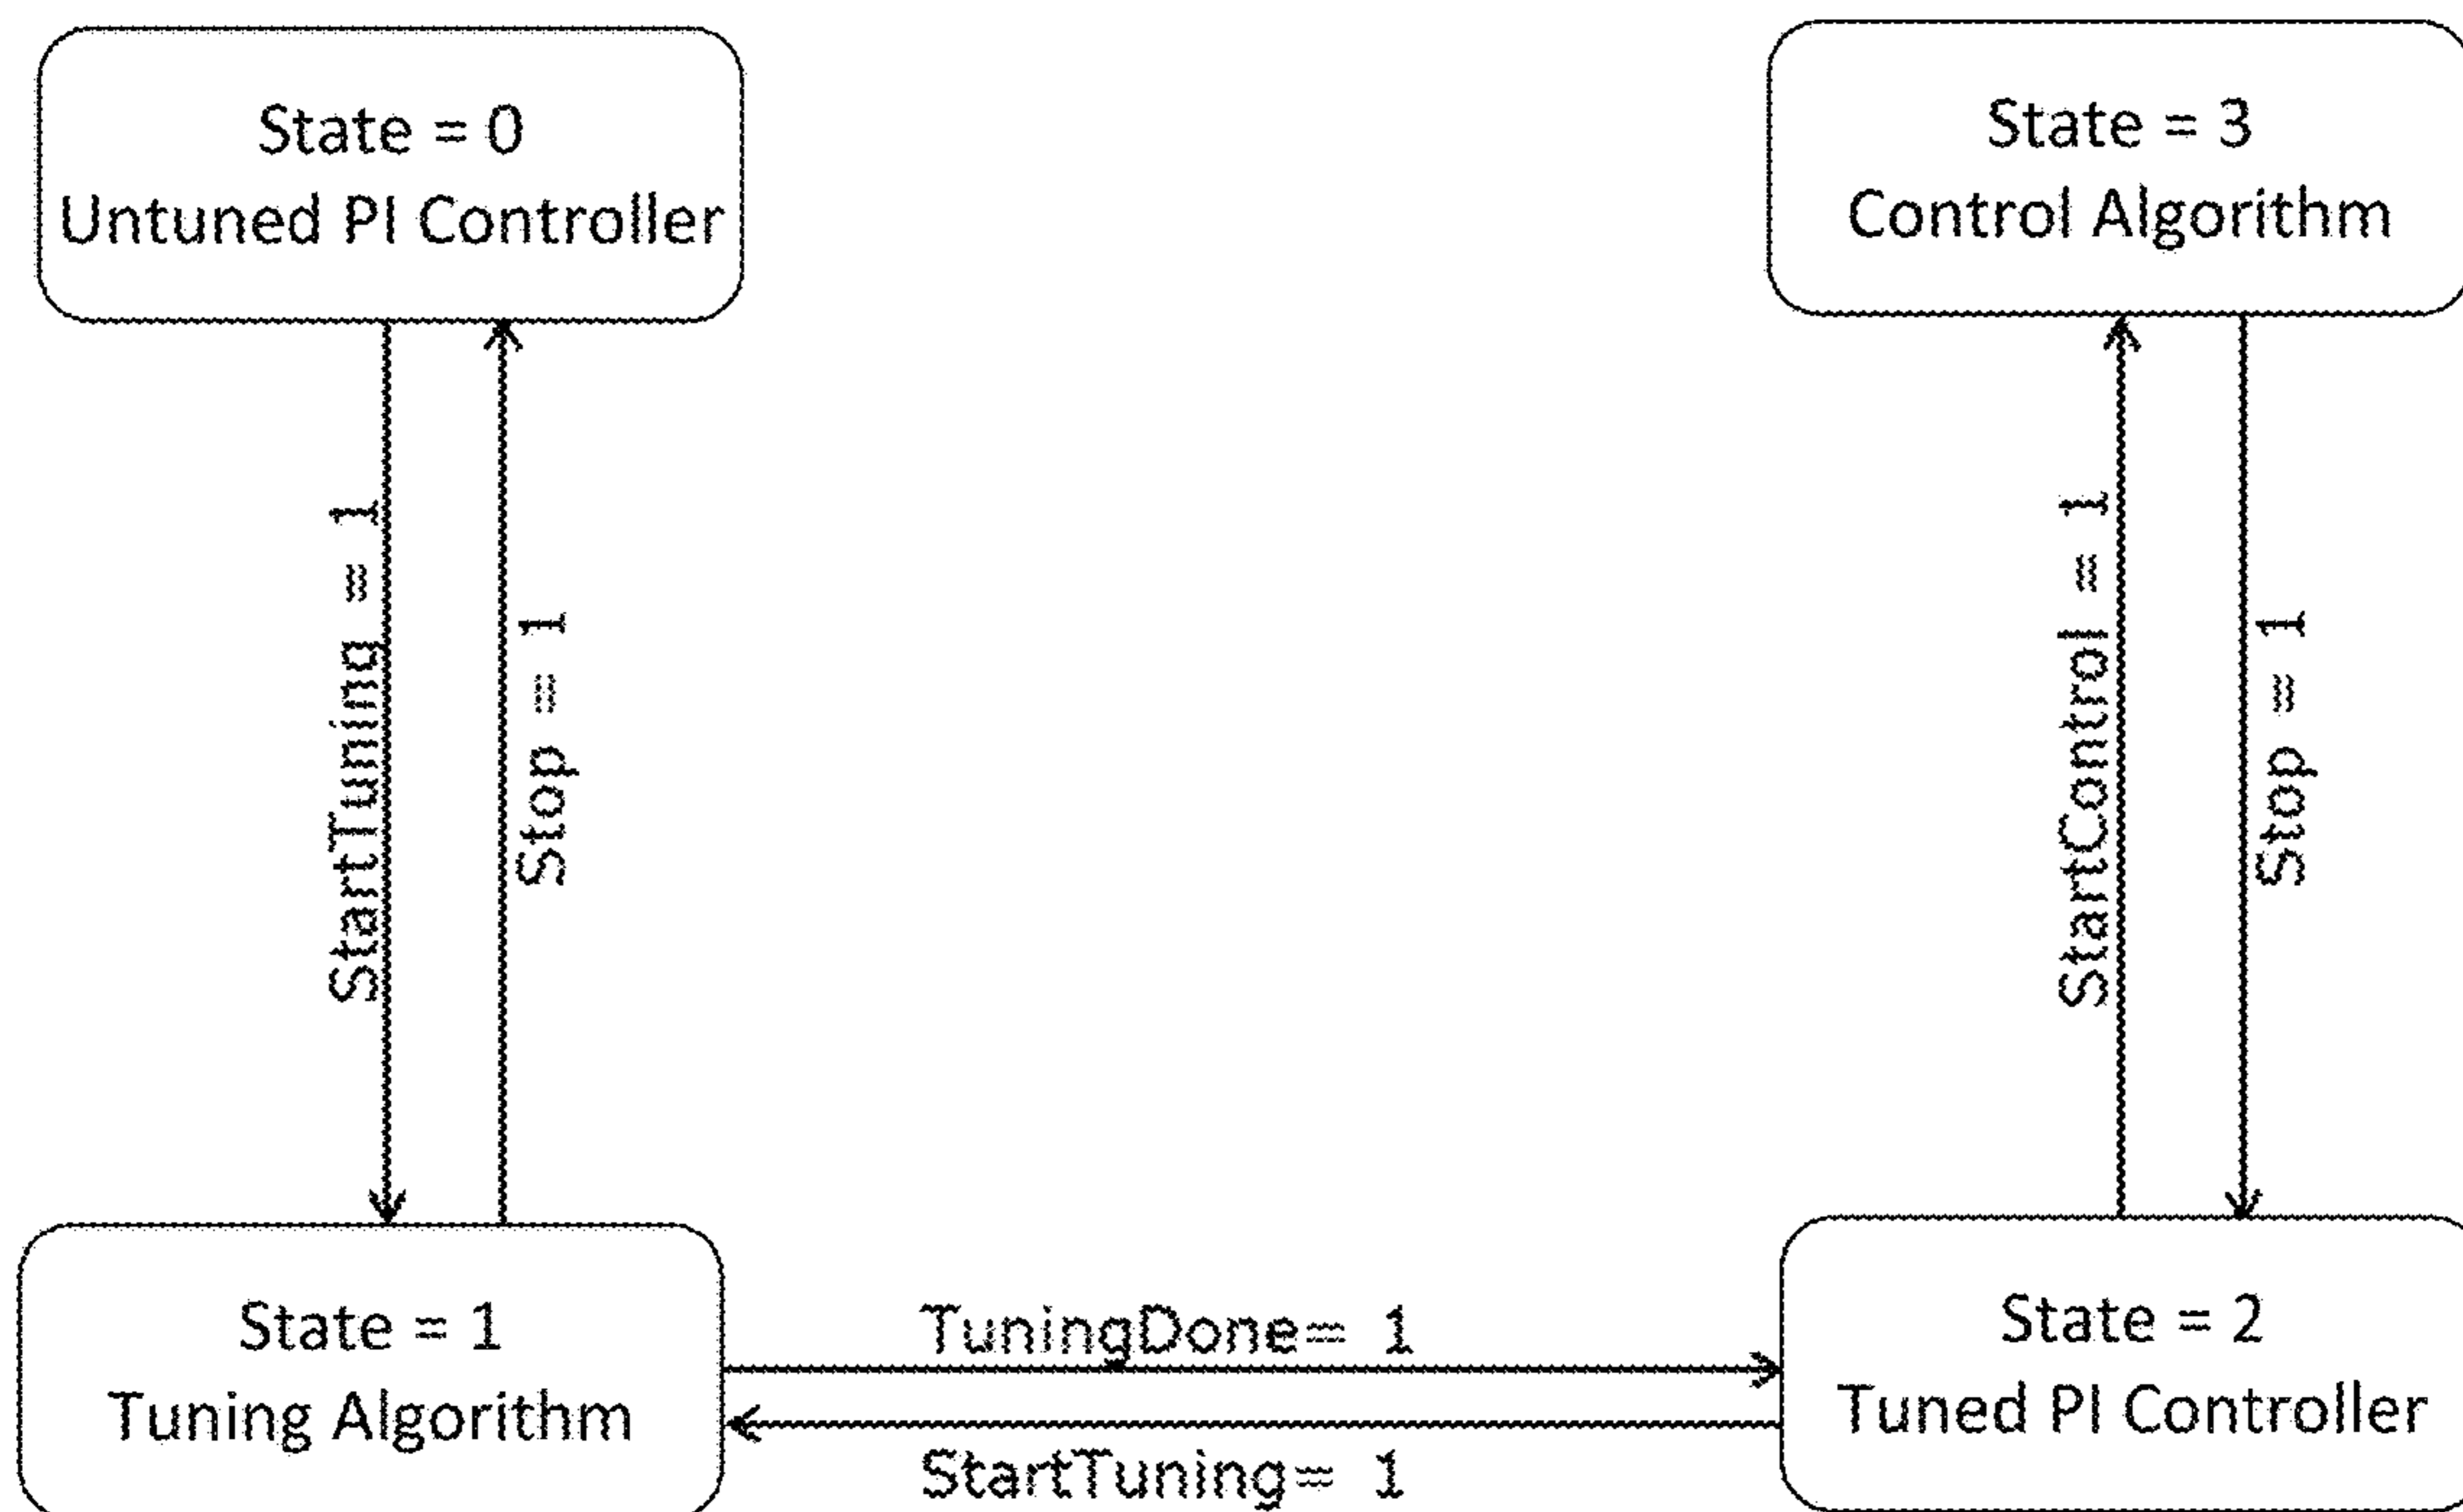 State = 0
Untuned PI Controller
State = 3
Control Algorithm
StartTuning = 1
Stop = 1
StartControl = 1
Stop = 1
State = 1
Tuning Algorithm
TuningDone= 1
StartTuning= 1
State = 2
Tuned PI Controller